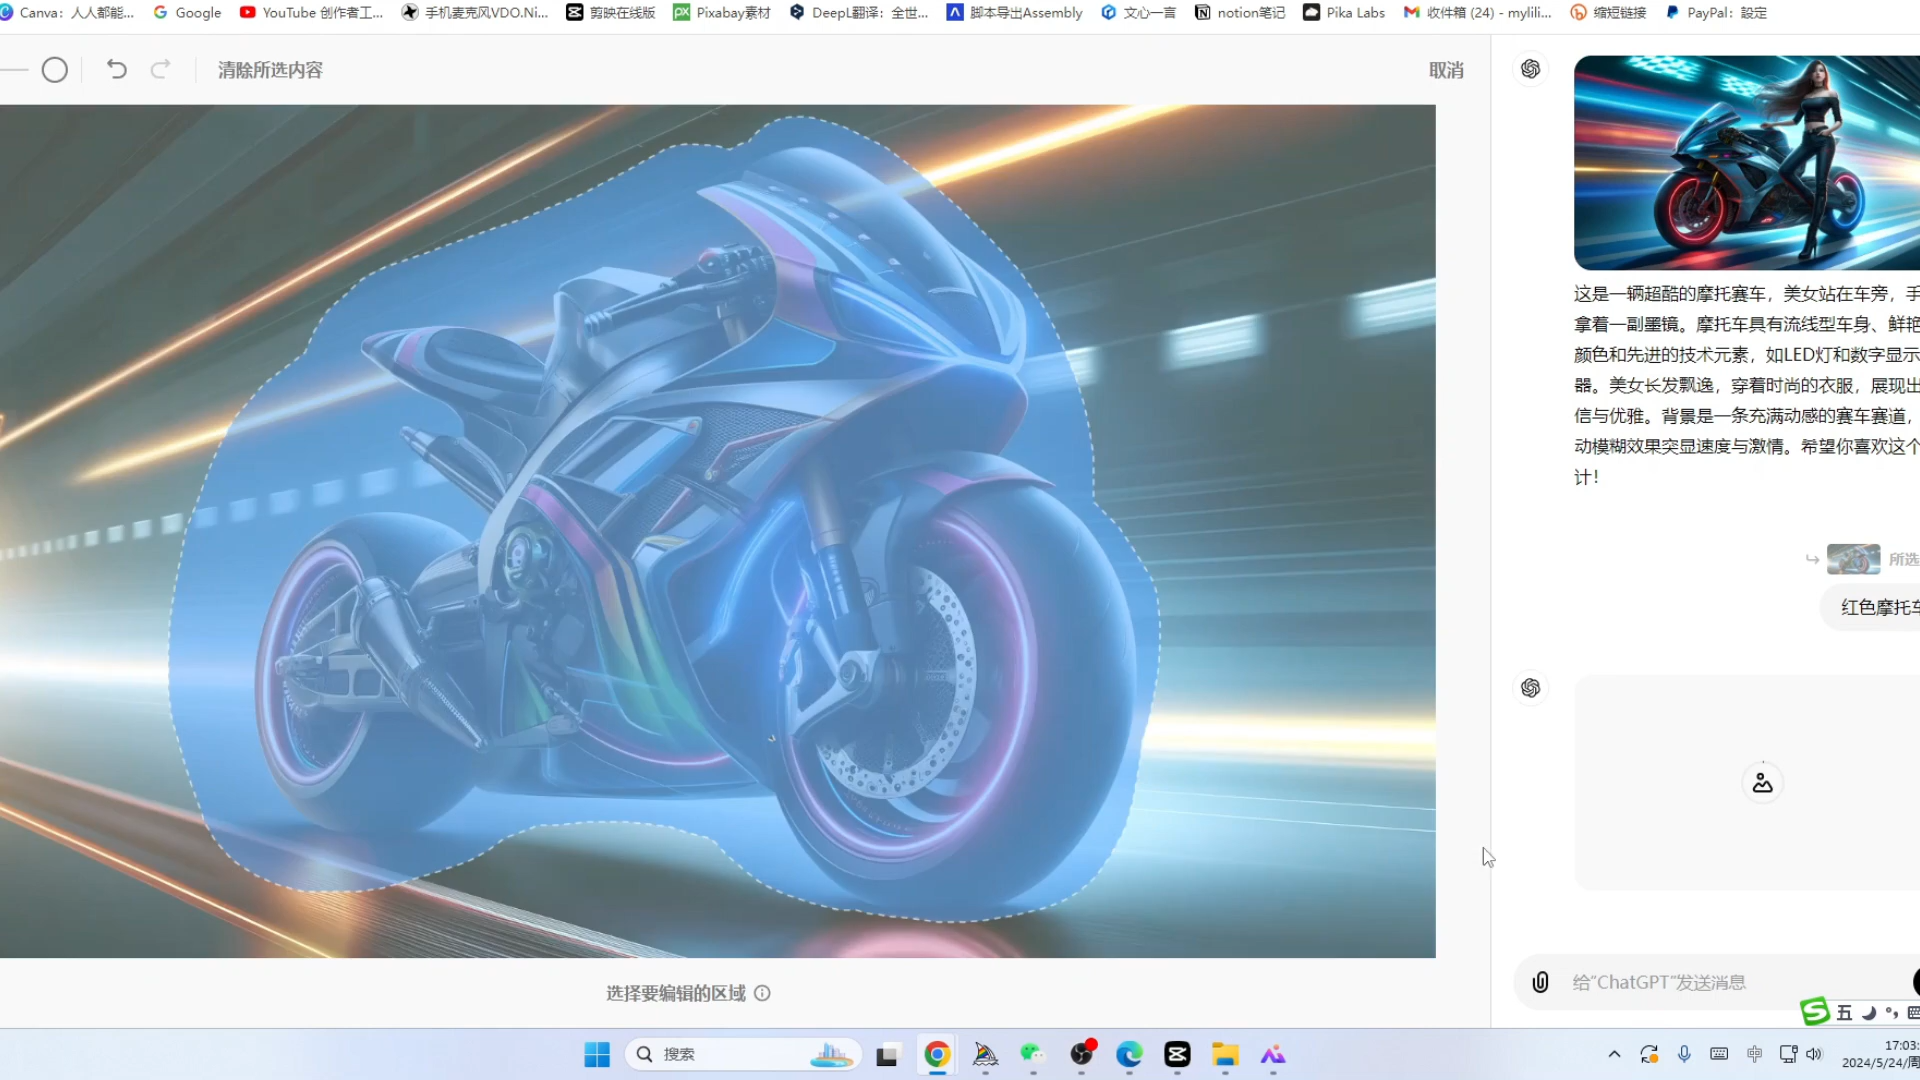 Canva：人人都能...
Google
YouTube 创作者工...
手机麦克风VDO.Ni...
剪映在线版
Pixabay素材
DeepL翻译：全世...
脚本导出Assembly
文心一言
notion笔记
Pika Labs
收件箱 (24) - mylili...
缩短链接
PayPal：設定
清除所选内容
取消
这是一辆超酷的摩托赛车，美女站在车旁，手
拿着一副墨镜。摩托车具有流线型车身、鲜艳
颜色和先进的技术元素，如LED灯和数字显示
器。美女长发飘逸，穿着时尚的衣服，展现出
信与优雅。背景是一条充满动感的赛车赛道，
动模糊效果突显速度与激情。希望你喜欢这个
计！
所选
红色摩托车
选择要编辑的区域
给“ChatGPT”发送消息
五
搜索
中
17:03:
2024/5/24/周